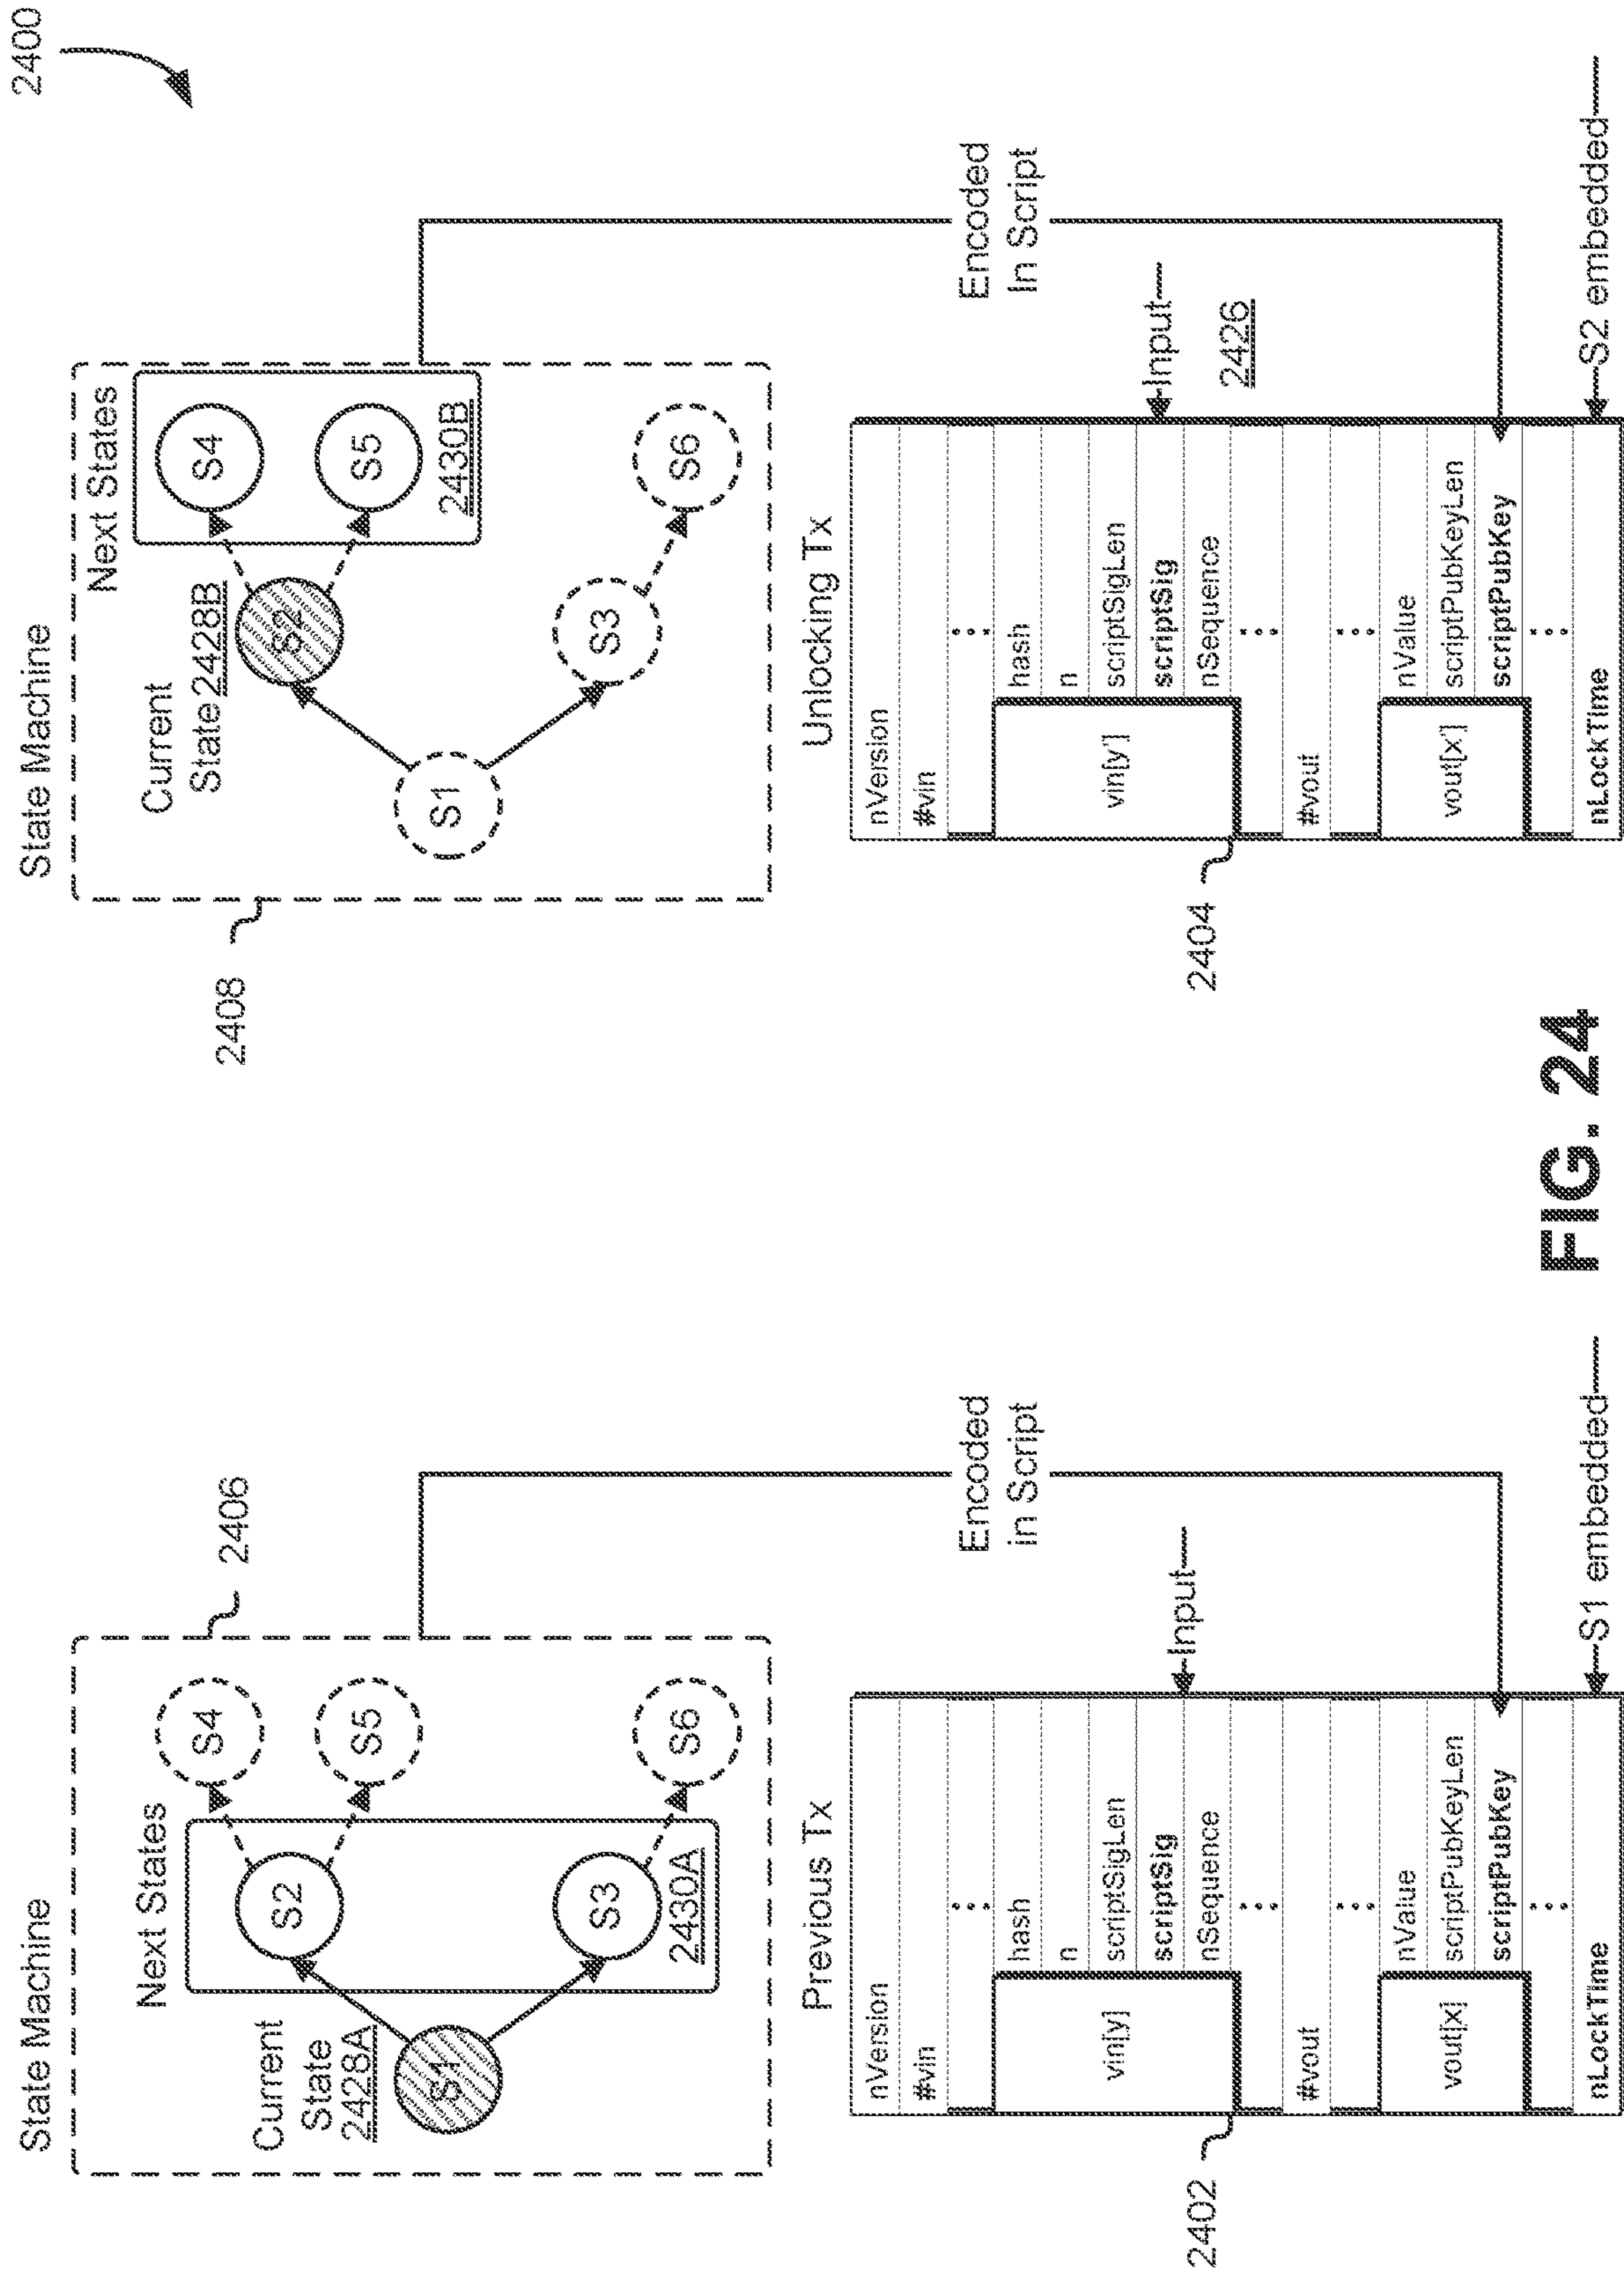 2400
State Machine
Next States
Current
State
2428A
S1
S2
S3
2430A
S4
S5
S6
2406
Previous Tx
nVersion
#vin
• • •
vin[y]
hash
n
scriptSigLen
scriptSig
nSequence
• • •
#vout
• • •
vout[x]
nValue
scriptPubKeyLen
scriptPubKey
• • •
nLockTime
2402
Input
Encoded
in Script
S1 embedded
State Machine
Next States
Current
State 2428B
S1
S2
S3
S4
S5
2430B
S6
2408
Unlocking Tx
nVersion
#vin
• • •
vin[y']
hash
n
scriptSigLen
scriptSig
nSequence
• • •
#vout
• • •
vout[x']
nValue
scriptPubKeyLen
scriptPubKey
• • •
nLockTime
2404
Input
2426
Encoded
In Script
S2 embedded
FIG. 24